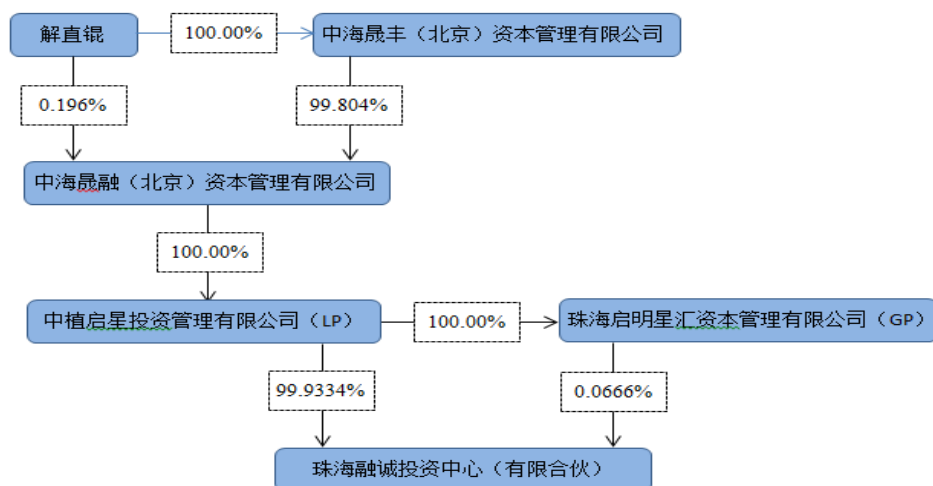 解直锟
100.00%
中海晟丰（北京）资本管理有限公司
0.196%
99.804%
中海晟融（北京）资本管理有限公司
100.00%
中植启星投资管理有限公司（LP）
100.00%
珠海启明星汇资本管理有限公司（GP）
99.9334%
0.0666%
珠海融诚投资中心（有限合伙）